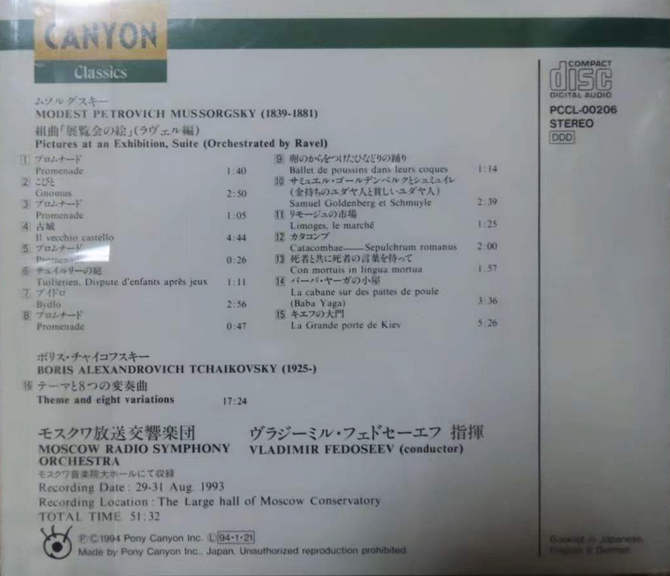 CANYON
Classics
COMPACT
disc
DIGITAL AUDIO
PCCL-00206
STEREO
DDD
ムソルグスキー
MODEST PETROVICH MUSSORGSKY (1839-1881)
組曲「展覧会の絵」(ラヴェル編)
Pictures at an Exhibition, Suite (Orchestrated by Ravel)
1 プロムナード
Promenade 1:40
2 こびと
Gnomus 2:50
3 プロムナード
Promenade 1:05
4 古城
Il vecchio castello 4:44
5 プロムナード
Promenade 0:26
6 テュイルリーの庭
Tuilerien, Dispute d'enfants après jeux 1:11
7 ブイドロ
Bydlo 2:56
8 プロムナード
Promenade 0:47
9 卵のからをつけたひなどりの踊り
Ballet de poussins dans leurs coques 1:14
10 サミュエル・ゴールデンベルクとシュミュイレ
(金持ちのユダヤ人と貧しいユダヤ人)
Samuel Goldenberg et Schmuyle 2:39
11 リモージュの市場
Limoges, le marché 1:25
12 カタコンブ
Catacombae—Sepulchrum romanus 2:00
13 死者と共に死者の言葉を持って
Con mortuis in lingua mortua 1:57
14 バーバ・ヤーガの小屋
La cabane sur des pattes de poule
(Baba Yaga) 3:36
15 キエフの大門
La Grande porte de Kiev 5:26
ボリス・チャイコフスキー
BORIS ALEXANDROVICH TCHAIKOVSKY (1925-)
16 テーマと8つの変奏曲
Theme and eight variations 17:24
モスクワ放送交響楽団
MOSCOW RADIO SYMPHONY
ORCHESTRA
ヴラジーミル・フェドセーエフ 指揮
VLADIMIR FEDOSEEV (conductor)
モスクワ音楽院大ホールにて収録
Recording Date : 29-31 Aug. 1993
Recording Location : The Large hall of Moscow Conservatory
TOTAL TIME 51:32
ⓅⒸ1994 Pony Canyon Inc. Ⓛ94・1・21
Made by Pony Canyon Inc., Japan. Unauthorized reproduction prohibited.
Booklet in Japanese,
English & German